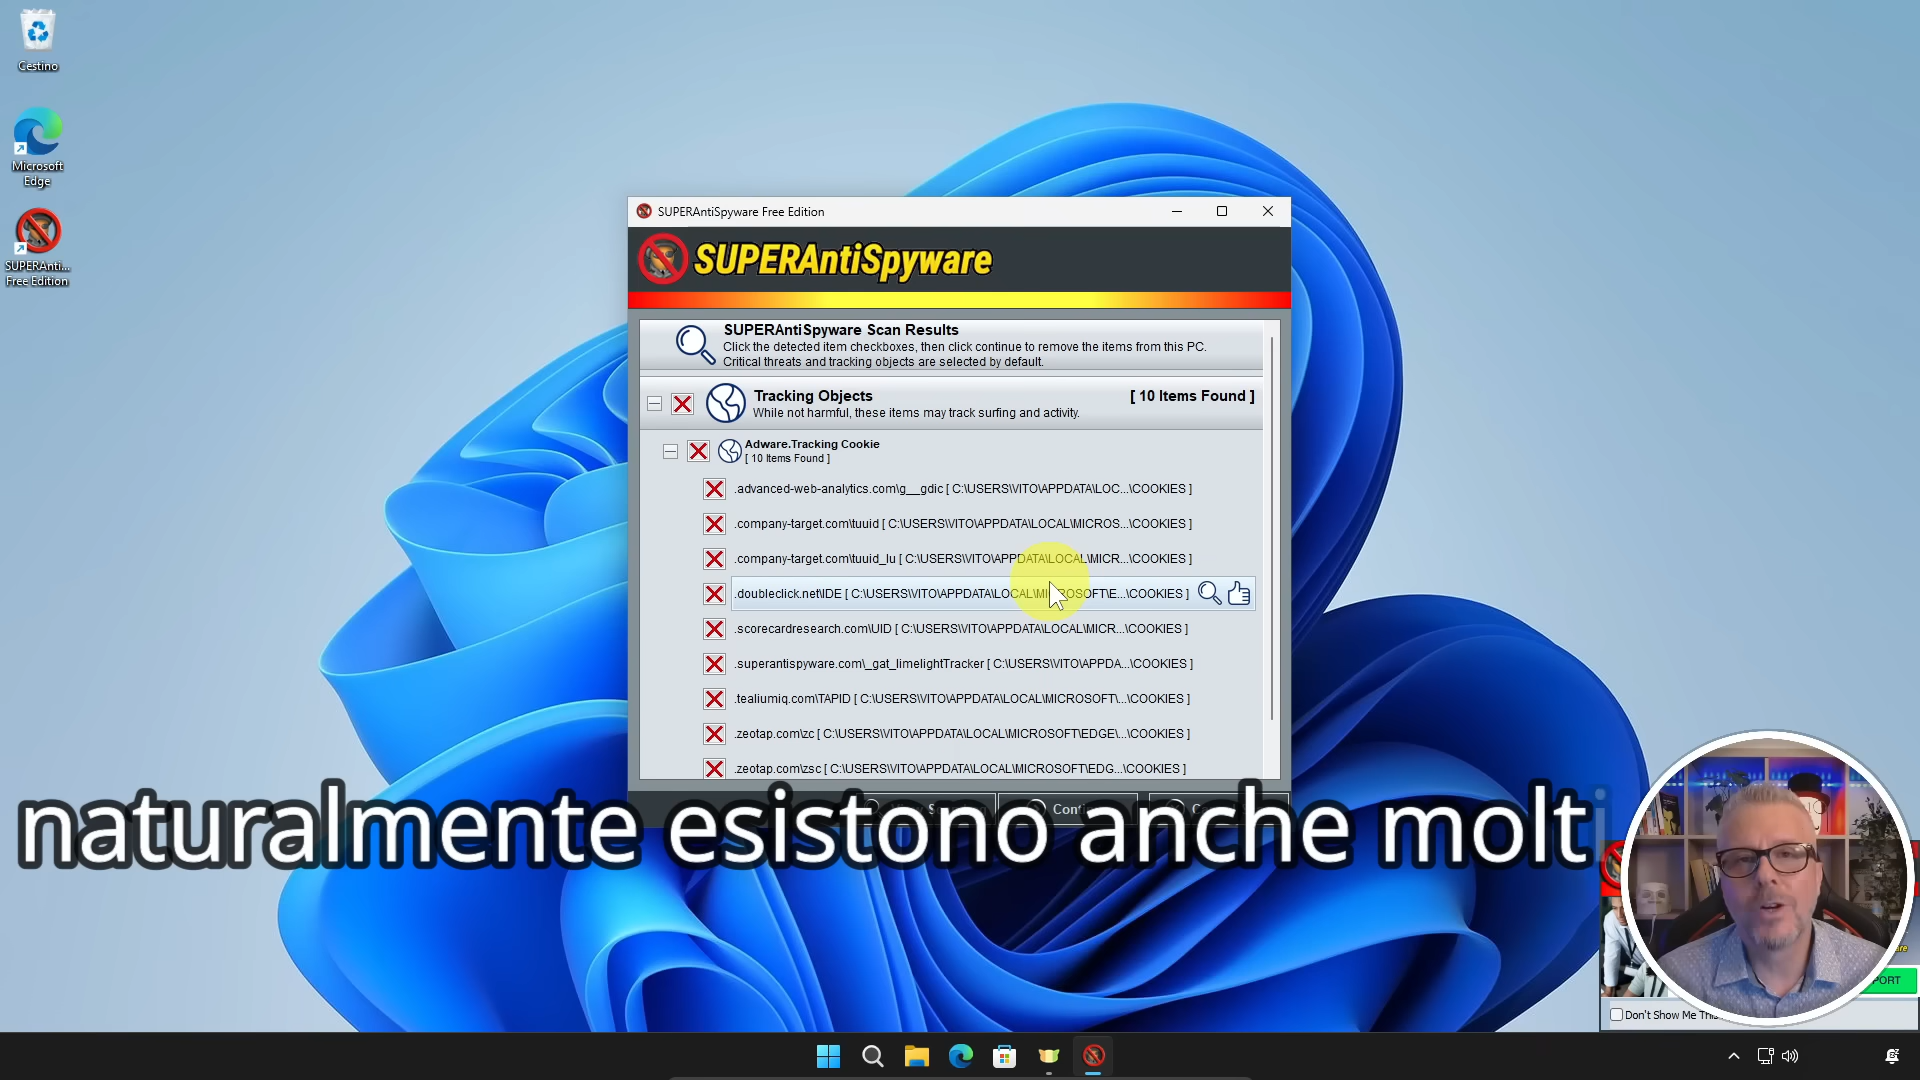 Cestino
Microsoft
Edge
SUPERAnti...
Free Edition
SUPERAntiSpyware Free Edition
SUPERAntiSpyware
SUPERAntiSpyware Scan Results
Click the detected item checkboxes, then click continue to remove the items from this PC.
Critical threats and tracking objects are selected by default.
Tracking Objects [ 10 Items Found ]
While not harmful, these items may track surfing and activity.
Adware.Tracking Cookie
[ 10 Items Found ]
.advanced-web-analytics.com\g__gdic [ C:\USERS\VITO\APPDATA\LOC...\COOKIES ]
.company-target.com\tuuid [ C:\USERS\VITO\APPDATA\LOCAL\MICROS...\COOKIES ]
.company-target.com\tuuid_lu [ C:\USERS\VITO\APPDATA\LOCAL\MICR...\COOKIES ]
.doubleclick.net\IDE [ C:\USERS\VITO\APPDATA\LOCAL\MICROSOFT\E...\COOKIES ]
.scorecardresearch.com\UID [ C:\USERS\VITO\APPDATA\LOCAL\MICR...\COOKIES ]
.superantispyware.com\_gat_limelightTracker [ C:\USERS\VITO\APPDA...\COOKIES ]
.tealiumiq.com\TAPID [ C:\USERS\VITO\APPDATA\LOCAL\MICROSOFT\...\COOKIES ]
.zeotap.com\zc [ C:\USERS\VITO\APPDATA\LOCAL\MICROSOFT\EDGE\...\COOKIES ]
.zeotap.com\zsc [ C:\USERS\VITO\APPDATA\LOCAL\MICROSOFT\EDG...\COOKIES ]
naturalmente esistono anche molti
Don't Show Me This